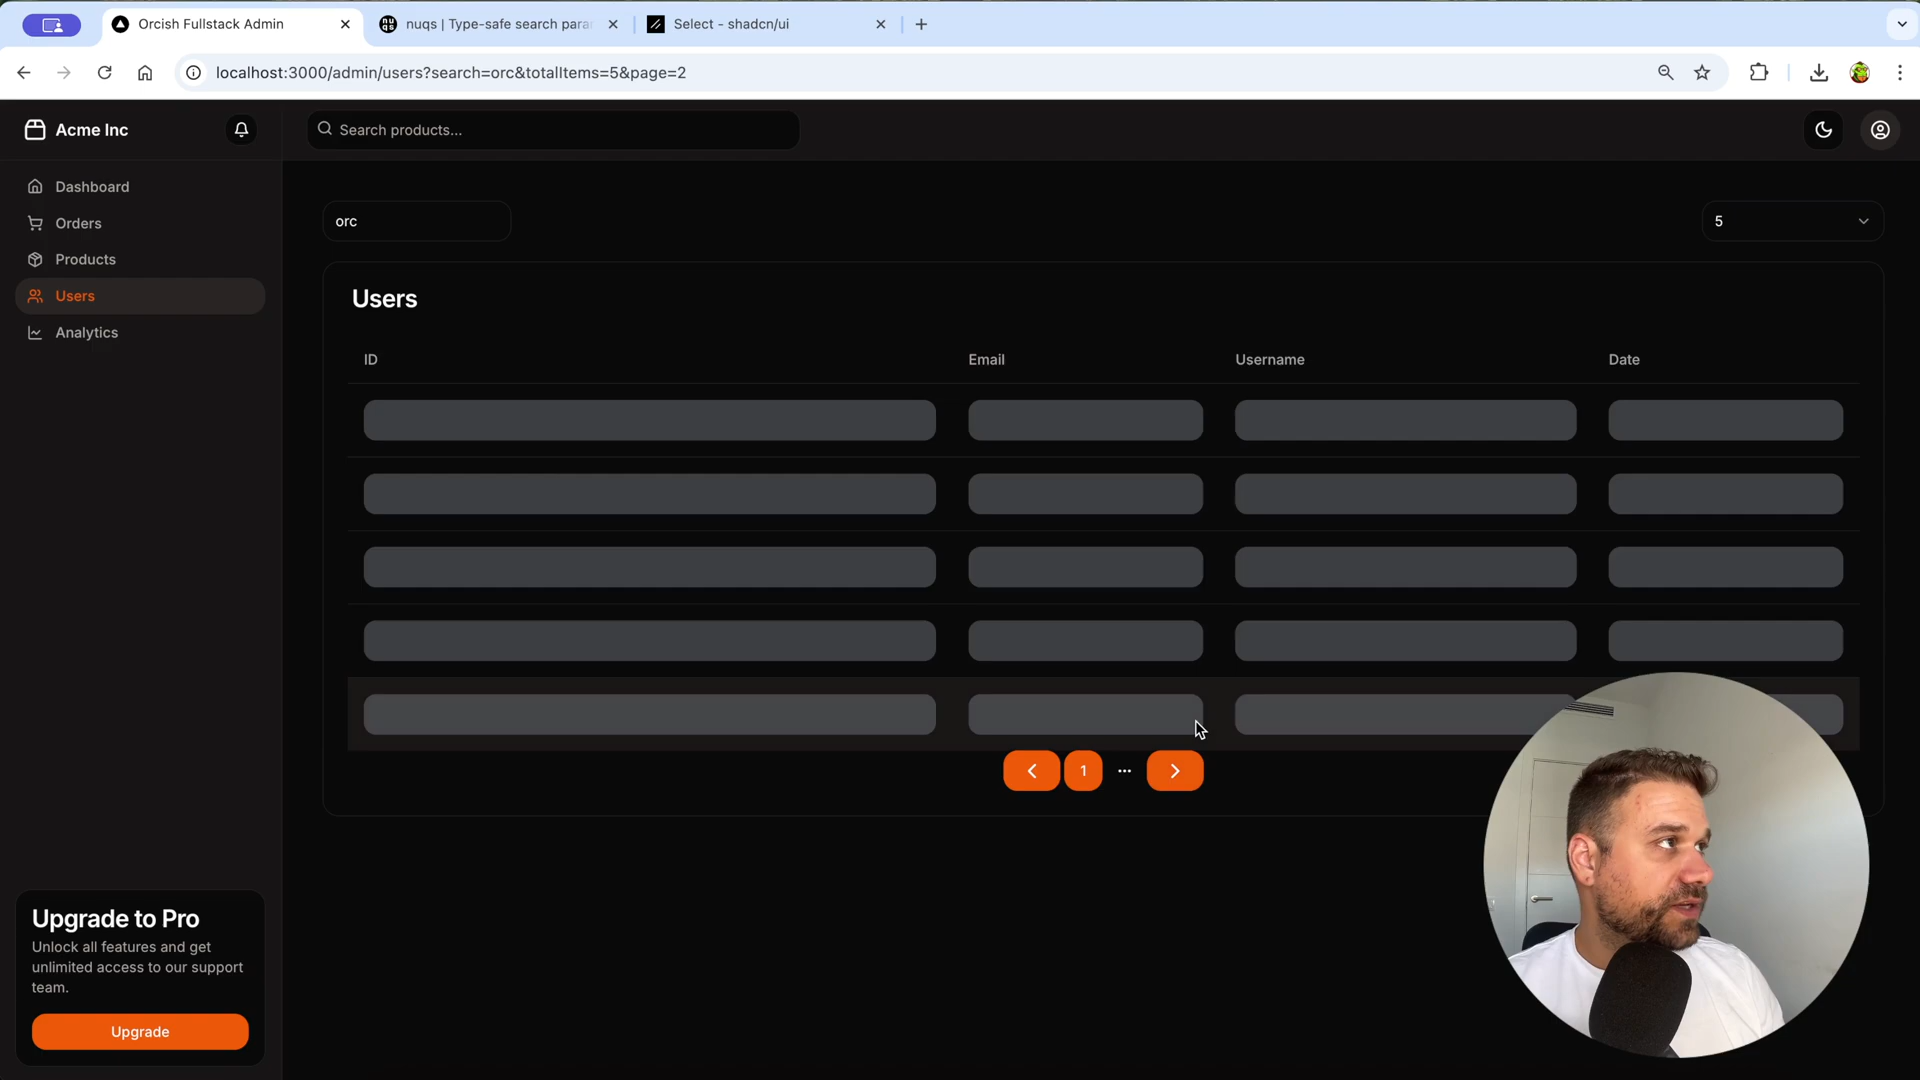 Orcish Fullstack Admin
nuqs | Type-safe search para
Select - shadcn/ui
localhost:3000/admin/users?search=orc&totalItems=5&page=2
Acme Inc
Search products...
Dashboard
Orders
Products
Users
Analytics
orc
5
Users
ID Email Username Date
1 ...
Upgrade to Pro
Unlock all features and get
unlimited access to our support
team.
Upgrade